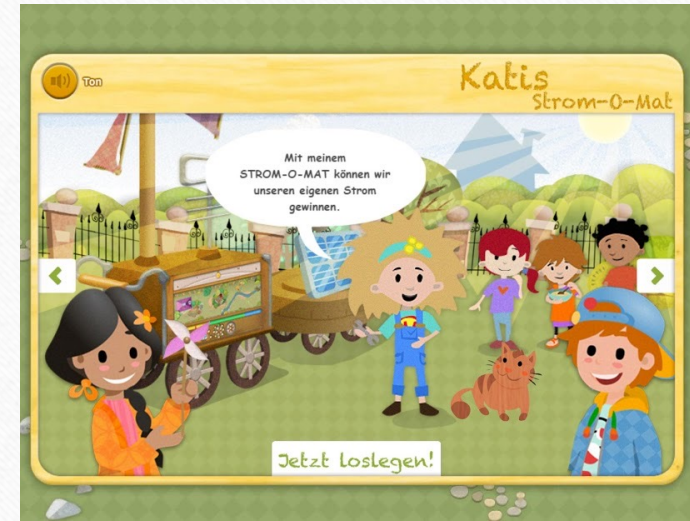 Ton
Katis
Strom-O-Mat
Mit meinem
STROM-O-MAT können wir
unseren eigenen Strom
gewinnen.
Jetzt loslegen!